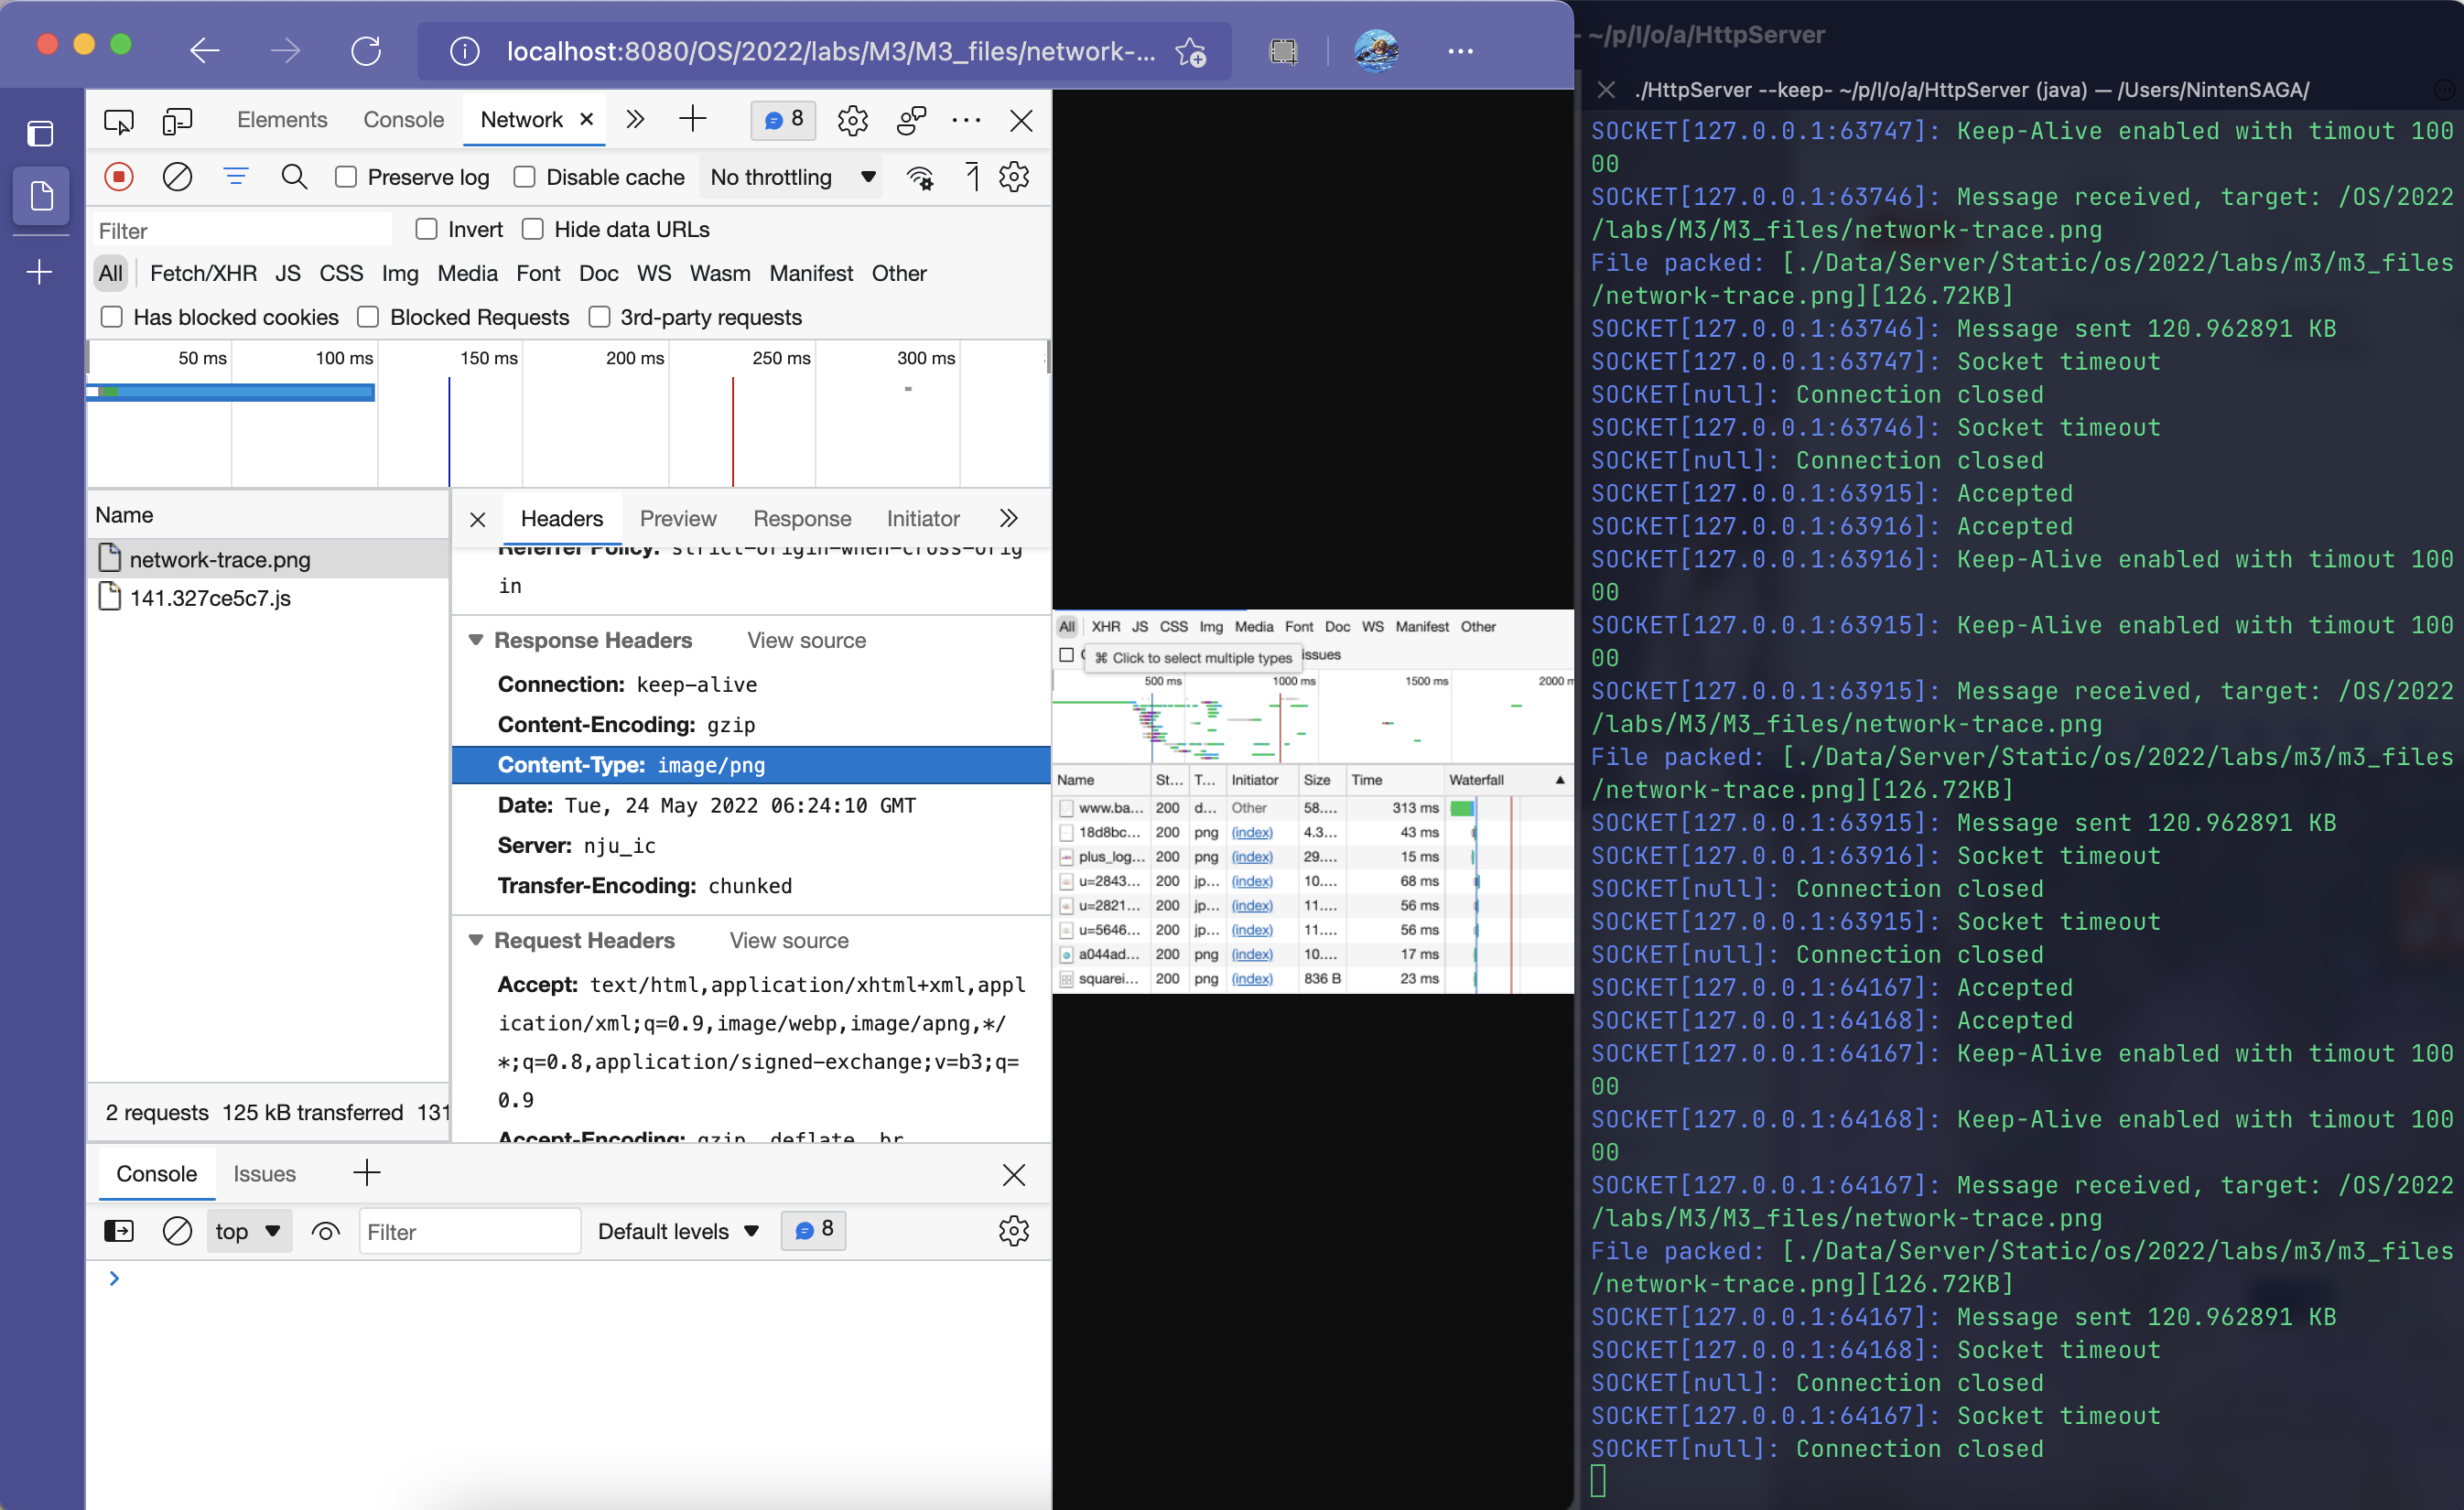 localhost:8080/OS/2022/labs/M3/M3_files/network-...
Elements Console Network 8
Preserve log Disable cache No throttling
Filter Invert Hide data URLs
All Fetch/XHR JS CSS Img Media Font Doc WS Wasm Manifest Other
Has blocked cookies Blocked Requests 3rd-party requests
50 ms 100 ms 150 ms 200 ms 250 ms 300 ms
Name
network-trace.png
141.327ce5c7.js
2 requests 125 kB transferred 131
Headers Preview Response Initiator
Referrer Policy: strict-origin-when-cross-orig
in
Response Headers View source
Connection: keep-alive
Content-Encoding: gzip
Content-Type: image/png
Date: Tue, 24 May 2022 06:24:10 GMT
Server: nju_ic
Transfer-Encoding: chunked
Request Headers View source
Accept: text/html,application/xhtml+xml,appl
ication/xml;q=0.9,image/webp,image/apng,*/
*;q=0.8,application/signed-exchange;v=b3;q=
0.9
Accept-Encoding: gzip, deflate, br
Console Issues
top Filter Default levels 8
All XHR JS CSS Img Media Font Doc WS Manifest Other
⌘ Click to select multiple types issues
500 ms 1000 ms 1500 ms 2000 m
Name St... T... Initiator Size Time Waterfall
www.ba... 200 d... Other 58.... 313 ms
18d8bc... 200 png (index) 4.3... 43 ms
plus_log... 200 png (index) 29.... 15 ms
u=2843... 200 jp... (index) 10.... 68 ms
u=2821... 200 jp... (index) 11.... 56 ms
u=5646... 200 jp... (index) 11.... 56 ms
a044ad... 200 png (index) 10.... 17 ms
squarei... 200 png (index) 836 B 23 ms
~/p/l/o/a/HttpServer
./HttpServer --keep- ~/p/l/o/a/HttpServer (java) — /Users/NintenSAGA/
SOCKET[127.0.0.1:63747]: Keep-Alive enabled with timout 100
00
SOCKET[127.0.0.1:63746]: Message received, target: /OS/2022
/labs/M3/M3_files/network-trace.png
File packed: [./Data/Server/Static/os/2022/labs/m3/m3_files
/network-trace.png][126.72KB]
SOCKET[127.0.0.1:63746]: Message sent 120.962891 KB
SOCKET[127.0.0.1:63747]: Socket timeout
SOCKET[null]: Connection closed
SOCKET[127.0.0.1:63746]: Socket timeout
SOCKET[null]: Connection closed
SOCKET[127.0.0.1:63915]: Accepted
SOCKET[127.0.0.1:63916]: Accepted
SOCKET[127.0.0.1:63916]: Keep-Alive enabled with timout 100
00
SOCKET[127.0.0.1:63915]: Keep-Alive enabled with timout 100
00
SOCKET[127.0.0.1:63915]: Message received, target: /OS/2022
/labs/M3/M3_files/network-trace.png
File packed: [./Data/Server/Static/os/2022/labs/m3/m3_files
/network-trace.png][126.72KB]
SOCKET[127.0.0.1:63915]: Message sent 120.962891 KB
SOCKET[127.0.0.1:63916]: Socket timeout
SOCKET[null]: Connection closed
SOCKET[127.0.0.1:63915]: Socket timeout
SOCKET[null]: Connection closed
SOCKET[127.0.0.1:64167]: Accepted
SOCKET[127.0.0.1:64168]: Accepted
SOCKET[127.0.0.1:64167]: Keep-Alive enabled with timout 100
00
SOCKET[127.0.0.1:64168]: Keep-Alive enabled with timout 100
00
SOCKET[127.0.0.1:64167]: Message received, target: /OS/2022
/labs/M3/M3_files/network-trace.png
File packed: [./Data/Server/Static/os/2022/labs/m3/m3_files
/network-trace.png][126.72KB]
SOCKET[127.0.0.1:64167]: Message sent 120.962891 KB
SOCKET[127.0.0.1:64168]: Socket timeout
SOCKET[null]: Connection closed
SOCKET[127.0.0.1:64167]: Socket timeout
SOCKET[null]: Connection closed